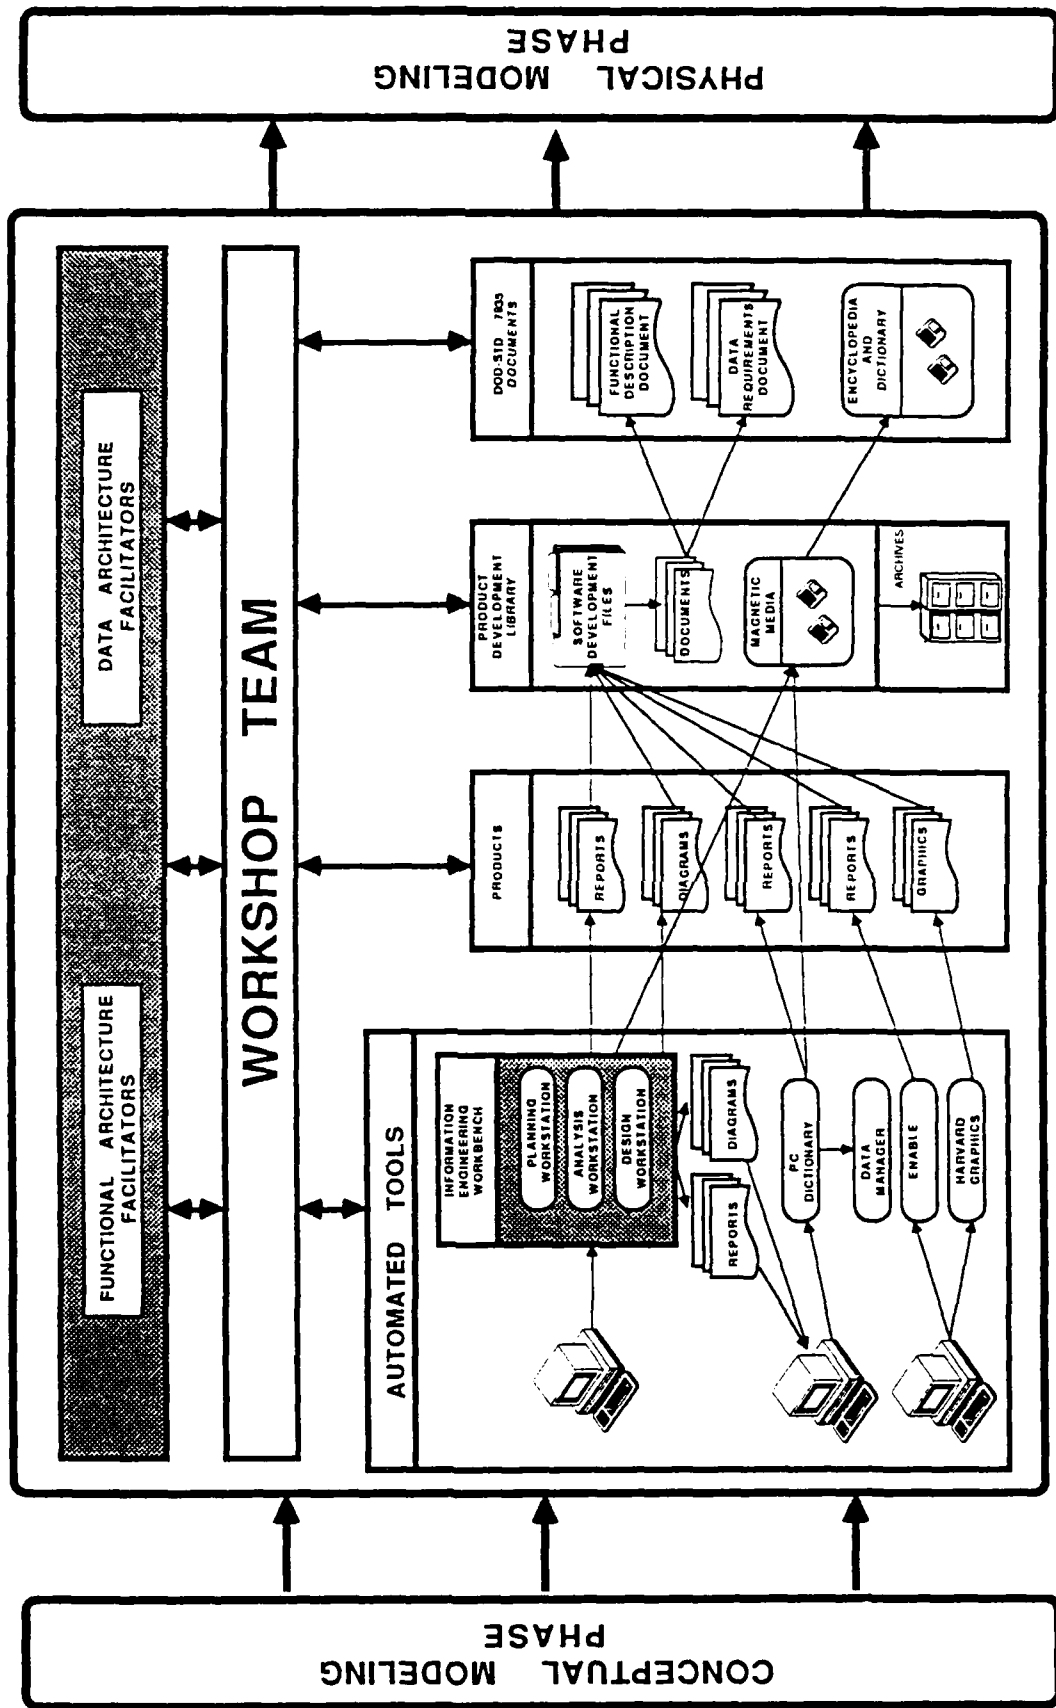 CONCEPTUAL MODELING
PHASE
FUNCTIONAL ARCHITECTURE
FACILITATORS
DATA ARCHITECTURE
FACILITATORS
WORKSHOP TEAM
AUTOMATED TOOLS
INFORMATION
ENGINEERING
WORKBENCH
PLANNING
WORKSTATION
ANALYSIS
WORKSTATION
DESIGN
WORKSTATION
REPORTS
DIAGRAMS
PC
DICTIONARY
DATA
MANAGER
ENABLE
HARVARD
GRAPHICS
PRODUCTS
REPORTS
DIAGRAMS
REPORTS
REPORTS
GRAPHICS
PRODUCT
DEVELOPMENT
LIBRARY
SOFTWARE
DEVELOPMENT
FILES
DOCUMENTS
MAGNETIC
MEDIA
ARCHIVES
DOD-STD 7935
DOCUMENTS
FUNCTIONAL
DESCRIPTION
DOCUMENT
DATA
REQUIREMENTS
DOCUMENT
ENCYCLOPEDIA
AND
DICTIONARY
PHYSICAL MODELING
PHASE